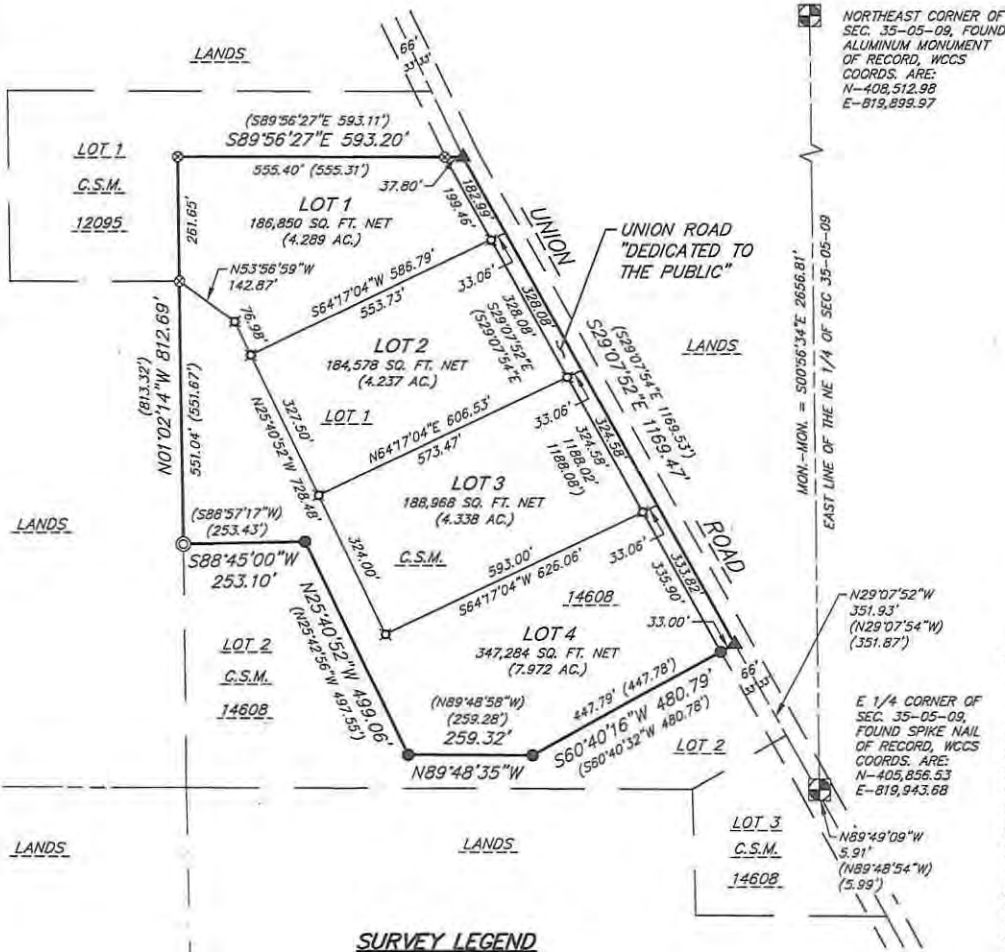 NORTHEAST CORNER OF
SEC. 35-05-09, FOUND
ALUMINUM MONUMENT
OF RECORD, WCCS
COORDS. ARE:
N-408,512.98
E-819,899.97
66'
33' 33'
LANDS
(S89°56'27"E 593.11')
S89°56'27"E 593.20'
555.40' (555.31')
37.80'
LOT 1
C.S.M.
12095
261.65'
LOT 1
186,850 SQ. FT. NET
(4.289 AC.)
199.46'
182.99'
UNION
UNION ROAD
"DEDICATED TO
THE PUBLIC"
N53°56'59"W
142.87'
76.98'
S64°17'04"W 586.79'
553.73'
33.06'
328.08'
328.08'
S29°07'52"E
(S29°07'54"E
(S29°07'54"E 1169.53')
S29°07'52"E 1169.47'
LANDS
MON.-MON. = S00°56'34"E 2656.81'
EAST LINE OF THE NE 1/4 OF SEC 35-05-09
N01°02'14"W 812.69'
(813.32')
551.04' (551.67')
LOT 2
184,578 SQ. FT. NET
(4.237 AC.)
LOT 1
327.50'
N25°40'52"W 728.48'
N64°17'04"E 606.53'
573.47'
33.06'
324.58'
324.58'
1188.02'
1188.08')
LOT 3
188,968 SQ. FT. NET
(4.338 AC.)
C.S.M.
324.00'
LANDS
(S88°57'17"W)
(253.43')
S88°45'00"W
253.10'
593.00'
S64°17'04"W 626.06'
33.06'
14608
ROAD
333.82'
335.90'
33.00'
LOT 4
347,284 SQ. FT. NET
(7.972 AC.)
N25°40'52"W 499.06'
(N25°42'56"W 497.55')
LOT 2
C.S.M.
14608
(N89°48'58"W)
(259.28')
259.32'
N89°48'35"W
447.79' (447.78')
S60°40'16"W 480.79'
(S60°40'32"W 480.78')
LOT 2
66'
33' 33'
N29°07'52"W
351.93'
(N29°07'54"W)
(351.87')
E 1/4 CORNER OF
SEC. 35-05-09,
FOUND SPIKE NAIL
OF RECORD, WCCS
COORDS. ARE:
N-405,856.53
E-819,943.68
LOT 3
C.S.M.
14608
N89°49'09"W
5.91'
(N89°48'54"W)
(5.99')
LANDS
LANDS
SURVEY LEGEND